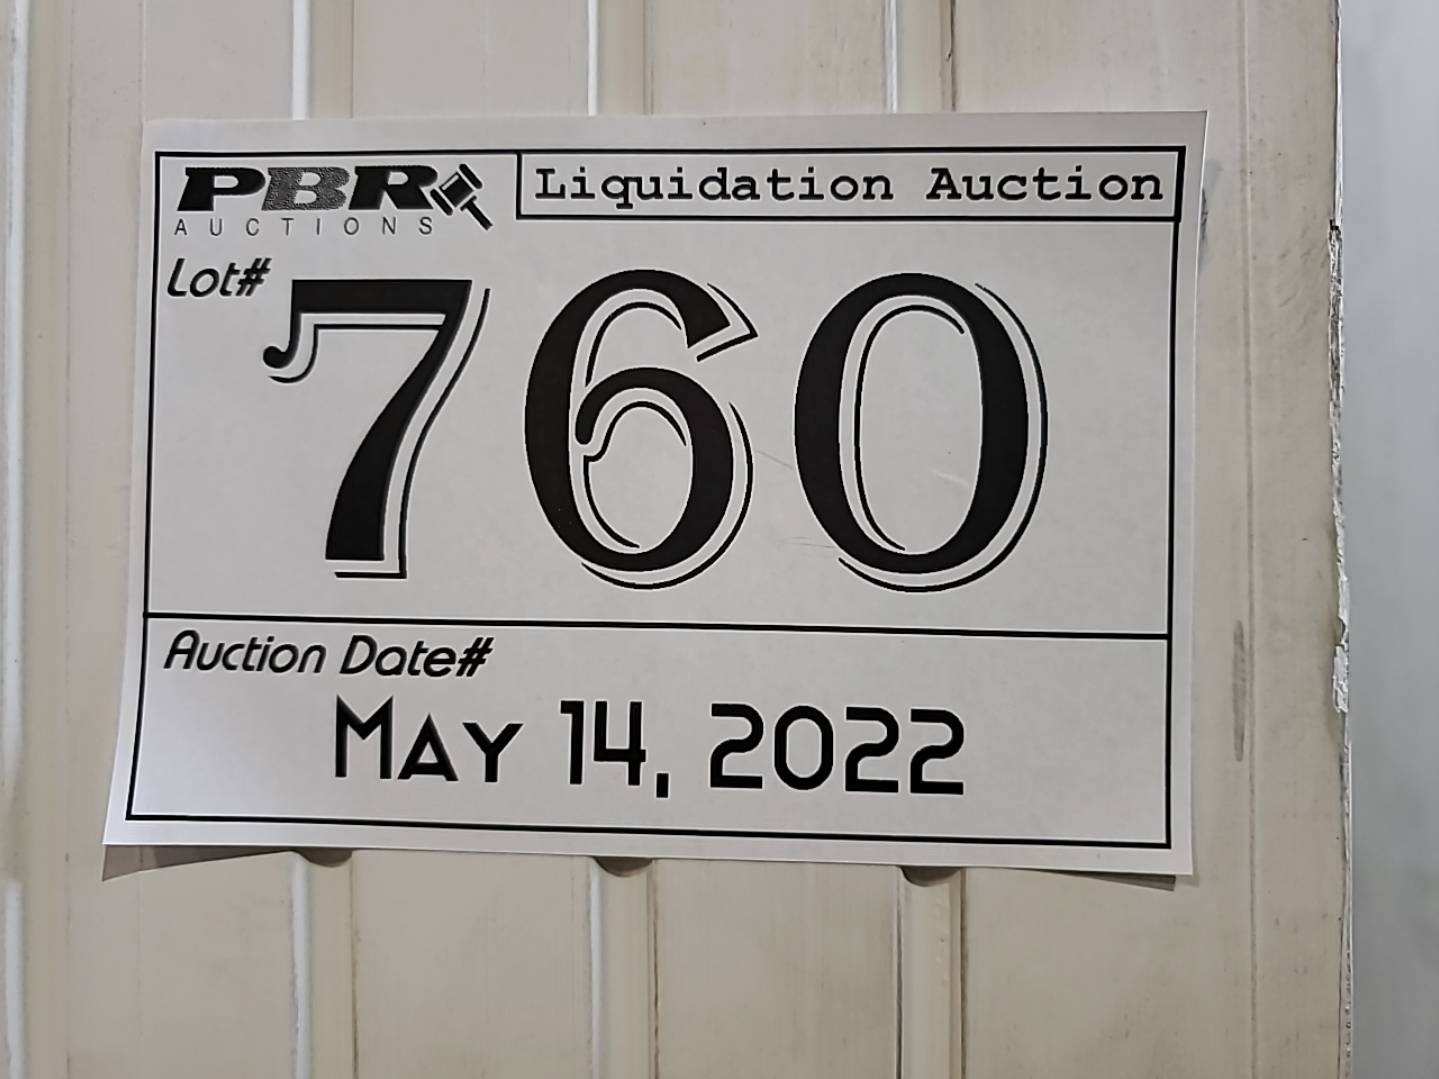 PBR
AUCTIONS
Liquidation Auction
Lot#
760
Auction Date#
MAY 14, 2022